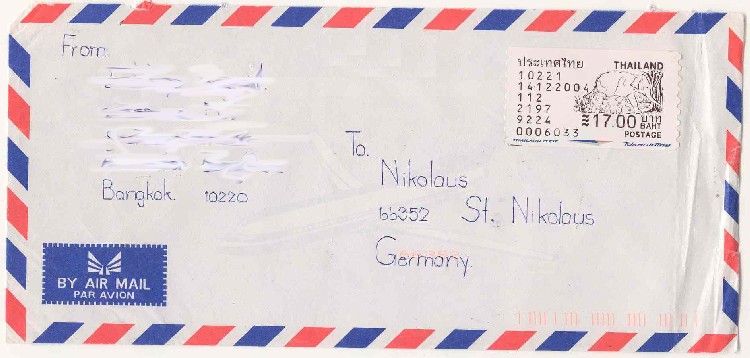 From
Bangkok. 10220
BY AIR MAIL
PAR AVION
To.
Nikolaus
66352 St. Nikolaus
Germany.
ประเทศไทย THAILAND
10221
14122004
112
2197
9224 17.00 บาท BAHT
0006033 POSTAGE